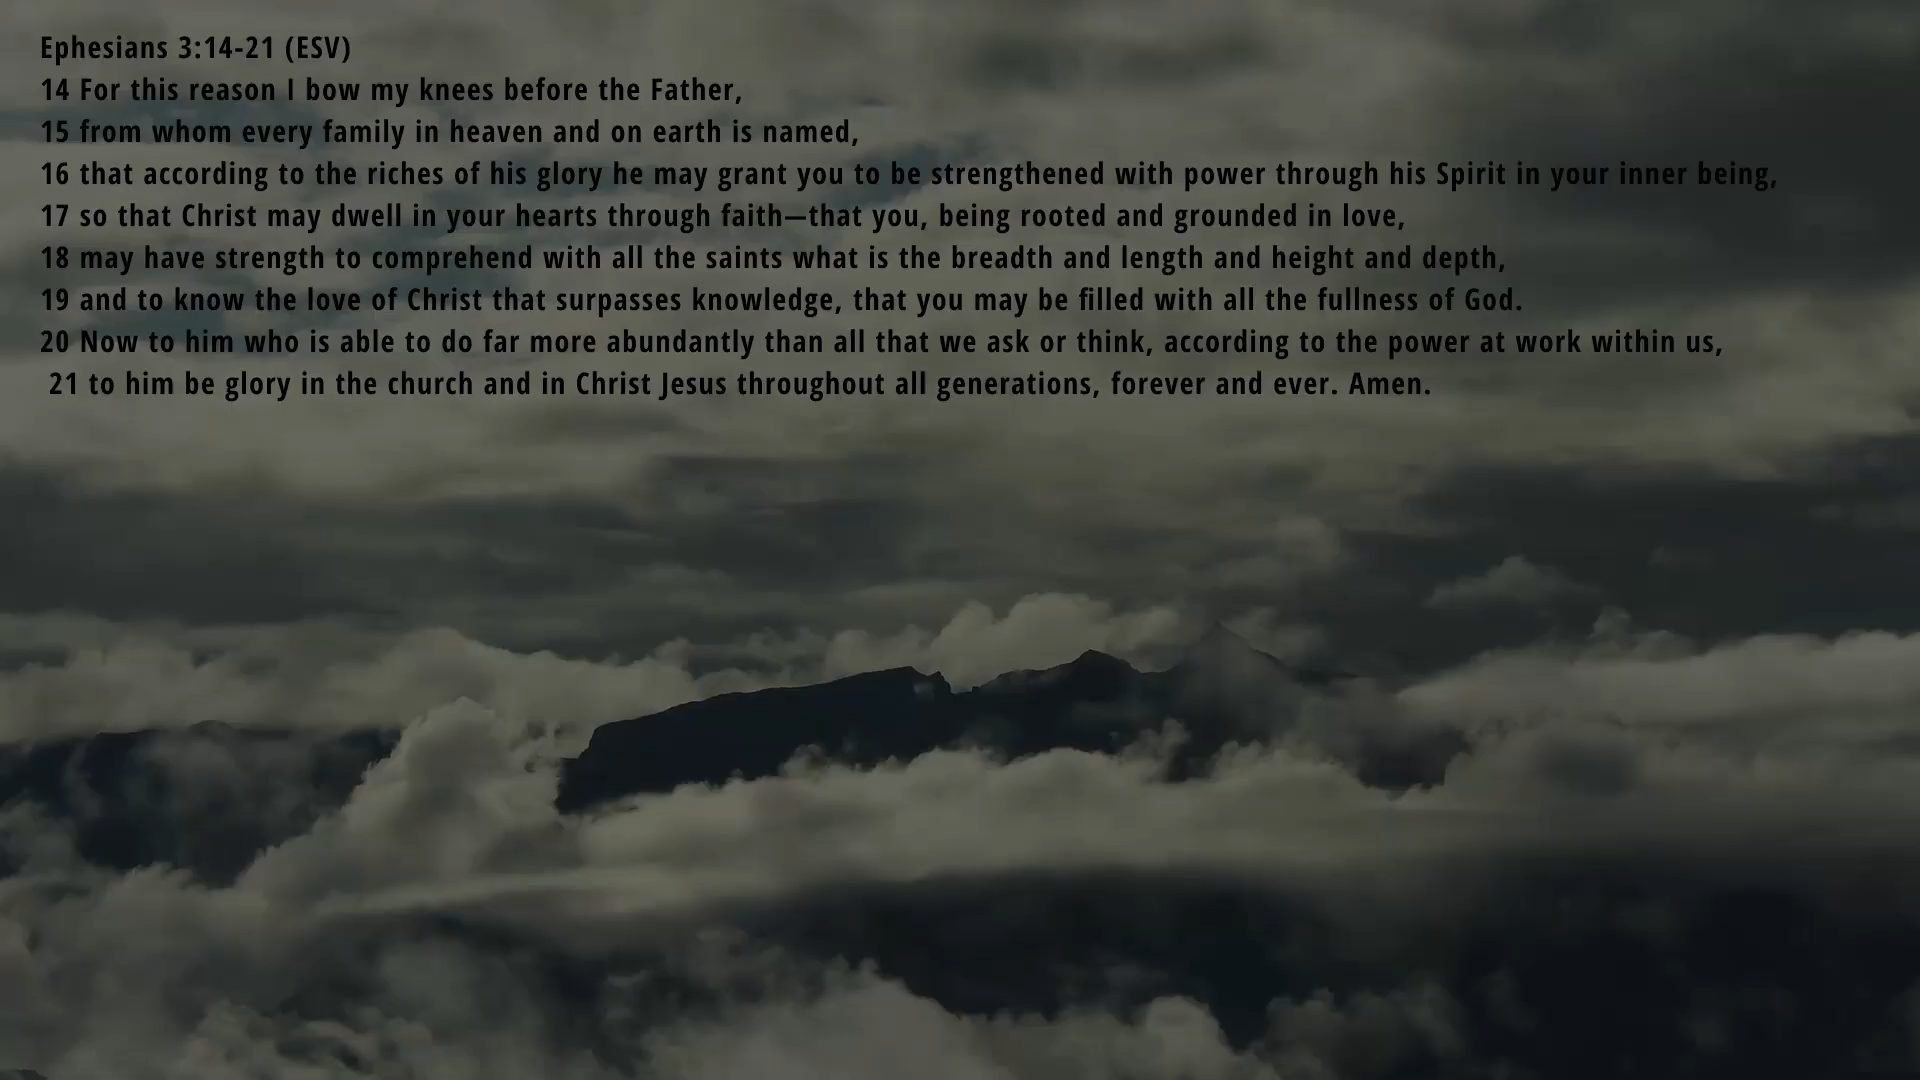 Ephesians 3:14-21 (ESV)
14 For this reason I bow my knees before the Father,
15 from whom every family in heaven and on earth is named,
16 that according to the riches of his glory he may grant you to be strengthened with power through his Spirit in your inner being,
17 so that Christ may dwell in your hearts through faith—that you, being rooted and grounded in love,
18 may have strength to comprehend with all the saints what is the breadth and length and height and depth,
19 and to know the love of Christ that surpasses knowledge, that you may be filled with all the fullness of God.
20 Now to him who is able to do far more abundantly than all that we ask or think, according to the power at work within us,
21 to him be glory in the church and in Christ Jesus throughout all generations, forever and ever. Amen.